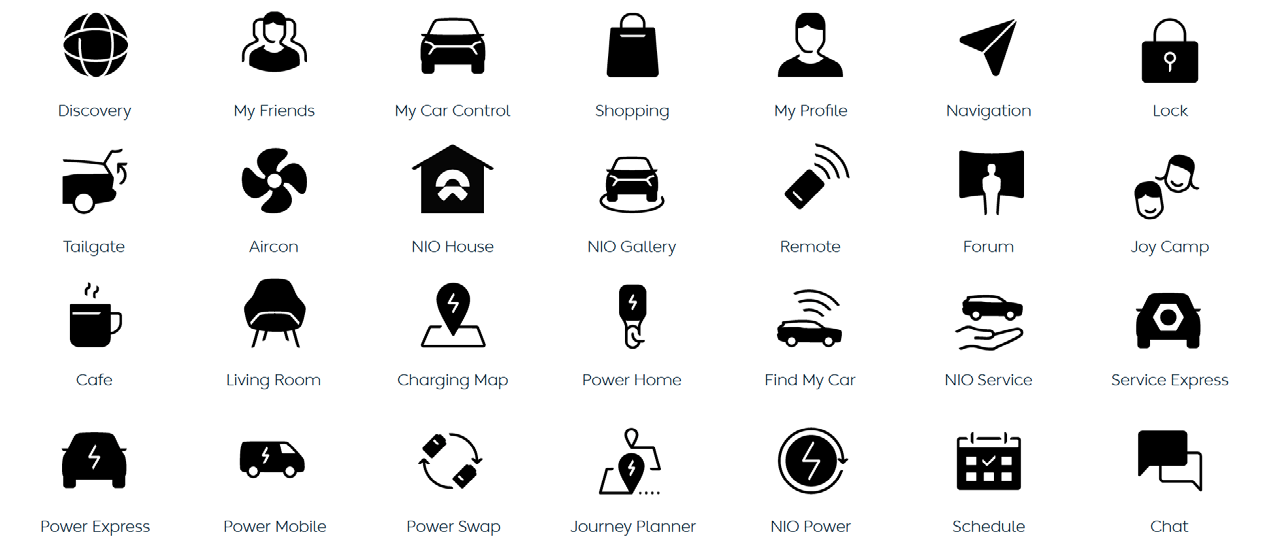 Discovery
My Friends
My Car Control
Shopping
My Profile
Navigation
Lock
Tailgate
Aircon
NIO House
NIO Gallery
Remote
Forum
Joy Camp
Cafe
Living Room
Charging Map
Power Home
Find My Car
NIO Service
Service Express
Power Express
Power Mobile
Power Swap
Journey Planner
NIO Power
Schedule
Chat